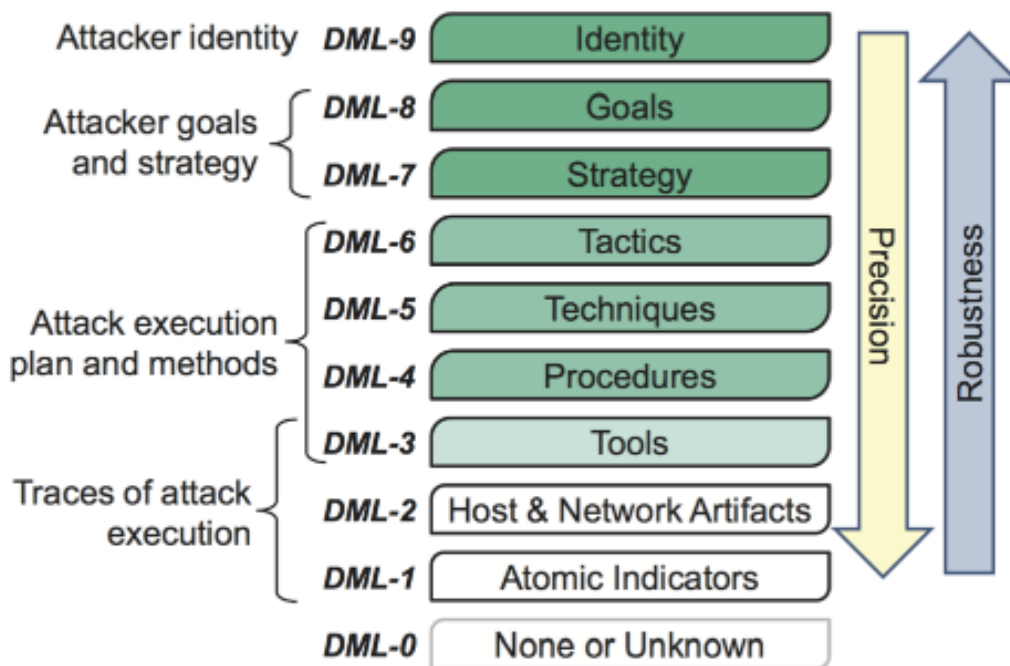 Attacker identity DML-9 Identity
Attacker goals
and strategy
DML-8 Goals
DML-7 Strategy
Attack execution
plan and methods
DML-6 Tactics
DML-5 Techniques
DML-4 Procedures
DML-3 Tools
Traces of attack
execution
DML-2 Host & Network Artifacts
DML-1 Atomic Indicators
DML-0 None or Unknown
Precision
Robustness